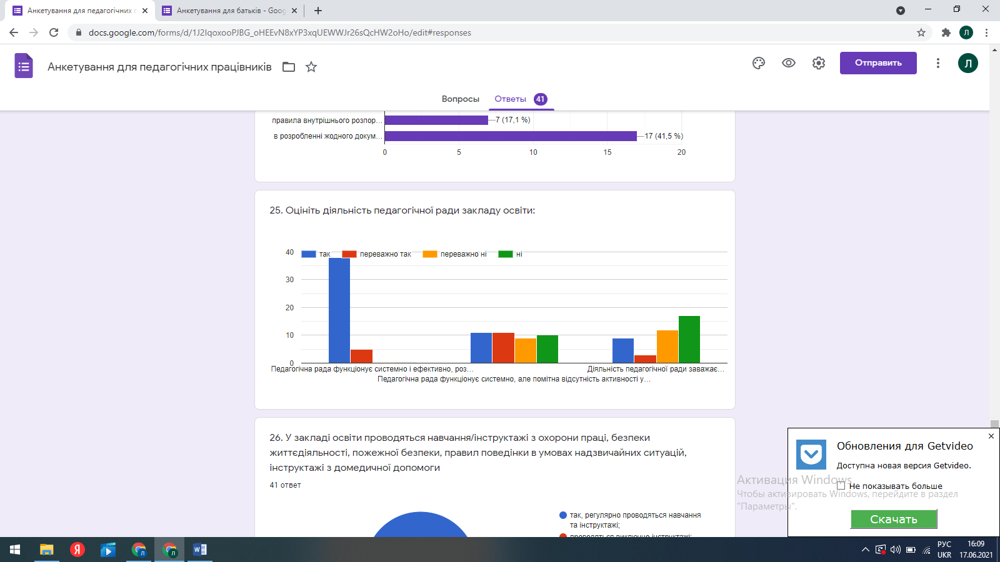 Анкетування для педагогічних п
Анкетування для батьків - Goog
docs.google.com/forms/d/1J2IqoxooPJBG_oHEEvN8xYP3xqUEWWJr26sQcHW2oHo/edit#responses
Л
Анкетування для педагогічних працівників
Отправить
Л
Вопросы Ответы 41
правила внутрішнього розпор... 7 (17,1 %)
в розробленні жодного докум... 17 (41,5 %)
0 5 10 15 20
25. Оцініть діяльність педагогічної ради закладу освіти:
40 так переважно так переважно ні ні
30
20
10
0
Педагогічна рада функціонує системно і ефективно, роз... Діяльність педагогічної ради заважає...
Педагогічна рада функціонує системно, але помітна відсутність активності у...
26. У закладі освіти проводяться навчання/інструктажі з охорони праці, безпеки
життєдіяльності, пожежної безпеки, правил поведінки в умовах надзвичайних ситуацій,
інструктажі з домедичної допомоги
41 ответ
так, регулярно проводяться навчання
та інструктажі;
проводяться виключно інструктажі;
Обновления для Getvideo
Доступна новая версия Getvideo.
Не показывать больше
Скачать
Активация Windows
Чтобы активировать Windows, перейдите в раздел
"Параметры".
РУС 16:09
UKR 17.06.2021